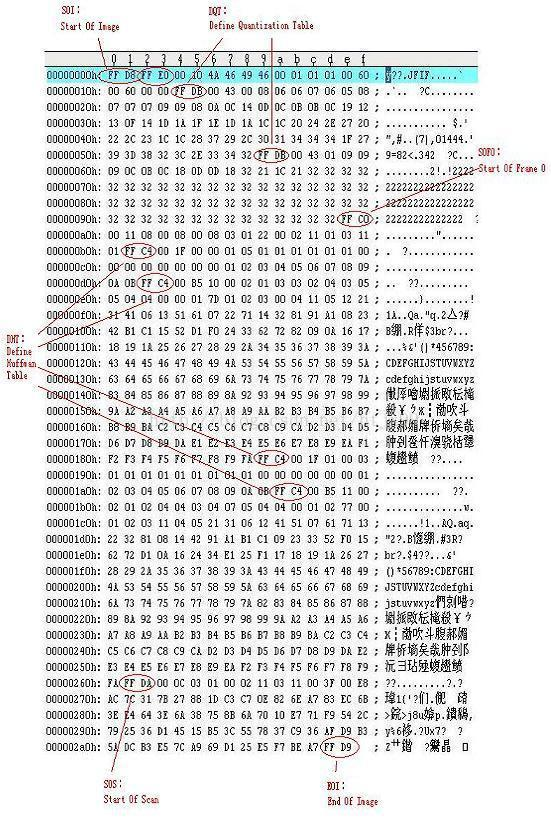 SOI:
Start Of Image
DQT:
Define Quantization Table
0 1 2 3 4 5 6 7 8 9 a b c d e f
00000000h: FF D8 FF E0 00 10 4A 46 49 46 00 01 01 01 00 60 ; ÿ??.JFIF.....`
00000010h: 00 60 00 00 FF DB 00 43 00 08 06 06 07 06 05 08 ; .`.. ?C........
00000020h: 07 07 07 09 09 08 0A 0C 14 0D 0C 0B 0B 0C 19 12 ; ................
00000030h: 13 0F 14 1D 1A 1F 1E 1D 1A 1C 1C 20 24 2E 27 20 ; ........... $.'
00000040h: 22 2C 23 1C 1C 28 37 29 2C 30 31 34 34 34 1F 27 ; ",#..(7),01444.'
00000050h: 39 3D 38 32 3C 2E 33 34 32 FF DB 00 43 01 09 09 ; 9=82<.342 ?C...
SOF0:
Start Of Frame 0
00000060h: 09 0C 0B 0C 18 0D 0D 18 32 21 1C 21 32 32 32 32 ; ........2!.!2222
00000070h: 32 32 32 32 32 32 32 32 32 32 32 32 32 32 32 32 ; 2222222222222222
00000080h: 32 32 32 32 32 32 32 32 32 32 32 32 32 32 32 32 ; 2222222222222222
00000090h: 32 32 32 32 32 32 32 32 32 32 32 32 32 32 FF C0 ; 22222222222222 ?
000000a0h: 00 11 08 00 08 00 08 03 01 22 00 02 11 01 03 11 ; ........."......
000000b0h: 01 FF C4 00 1F 00 00 01 05 01 01 01 01 01 01 00 ; . ?............
000000c0h: 00 00 00 00 00 00 00 01 02 03 04 05 06 07 08 09 ; ................
000000d0h: 0A 0B FF C4 00 B5 10 00 02 01 03 03 02 04 03 05 ; .. ??..........
000000e0h: 05 04 04 00 00 01 7D 01 02 03 00 04 11 05 12 21 ; ......}........!
000000f0h: 31 41 06 13 51 61 07 22 71 14 32 81 91 A1 08 23 ; 1A..Qa."q.2 ?#
DHT:
Define
Huffman
Table
00000100h: 42 B1 C1 15 52 D1 F0 24 33 62 72 82 09 0A 16 17 ; B .R $3br?...
00000110h: 18 19 1A 25 26 27 28 29 2A 34 35 36 37 38 39 3A ; ...%&'()*456789:
00000120h: 43 44 45 46 47 48 49 4A 53 54 55 56 57 58 59 5A ; CDEFGHIJSTUVWXYZ
00000130h: 63 64 65 66 67 68 69 6A 73 74 75 76 77 78 79 7A ; cdefghijstuvwxyz
00000140h: 83 84 85 86 87 88 89 8A 92 93 94 95 96 97 98 99 ;
00000150h: 9A A2 A3 A4 A5 A6 A7 A8 A9 AA B2 B3 B4 B5 B6 B7 ;
00000160h: B8 B9 BA C2 C3 C4 C5 C6 C7 C8 C9 CA D2 D3 D4 D5 ;
00000170h: D6 D7 D8 D9 DA E1 E2 E3 E4 E5 E6 E7 E8 E9 EA F1 ;
00000180h: F2 F3 F4 F5 F6 F7 F8 F9 FA FF C4 00 1F 01 00 03 ; ??....
00000190h: 01 01 01 01 01 01 01 01 01 00 00 00 00 00 00 01 ; ................
000001a0h: 02 03 04 05 06 07 08 09 0A 0B FF C4 00 B5 11 00 ; .......... ??..
000001b0h: 02 01 02 04 04 03 04 07 05 04 04 00 01 02 77 00 ; ..............w.
000001c0h: 01 02 03 11 04 05 21 31 06 12 41 51 07 61 71 13 ; ......!1..AQ.aq.
000001d0h: 22 32 81 08 14 42 91 A1 B1 C1 09 23 33 52 F0 15 ; "2?.B .#3R?
000001e0h: 62 72 D1 0A 16 24 34 E1 25 F1 17 18 19 1A 26 27 ; br?.$4??...&'
000001f0h: 28 29 2A 35 36 37 38 39 3A 43 44 45 46 47 48 49 ; ()*56789:CDEFGHI
00000200h: 4A 53 54 55 56 57 58 59 5A 63 64 65 66 67 68 69 ; JSTUVWXYZcdefghi
00000210h: 6A 73 74 75 76 77 78 79 7A 82 83 84 85 86 87 88 ; jstuvwxyz
00000220h: 89 8A 92 93 94 95 96 97 98 99 9A A2 A3 A4 A5 A6 ;
00000230h: A7 A8 A9 AA B2 B3 B4 B5 B6 B7 B8 B9 BA C2 C3 C4 ;
00000240h: C5 C6 C7 C8 C9 CA D2 D3 D4 D5 D6 D7 D8 D9 DA E2 ;
00000250h: E3 E4 E5 E6 E7 E8 E9 EA F2 F3 F4 F5 F6 F7 F8 F9 ;
00000260h: FA FF DA 00 0C 03 01 00 02 11 03 11 00 3F 00 E8 ; ??..........?.?
00000270h: AC 7C 31 7B 27 88 1D C3 C7 0E 82 6E A7 83 EC 6B ;
00000280h: 3E E4 64 3E 6A 38 75 8B 6A 70 10 E7 71 F9 54 2C ;
00000290h: 79 25 36 D1 45 15 B5 3C 55 78 37 C9 36 AF D9 B3 ;
000002a0h: 5A DC B3 E5 7C A9 69 D1 25 E5 F7 BE A7 FF D9 ;
SOS:
Start Of Scan
EOI:
End Of Image